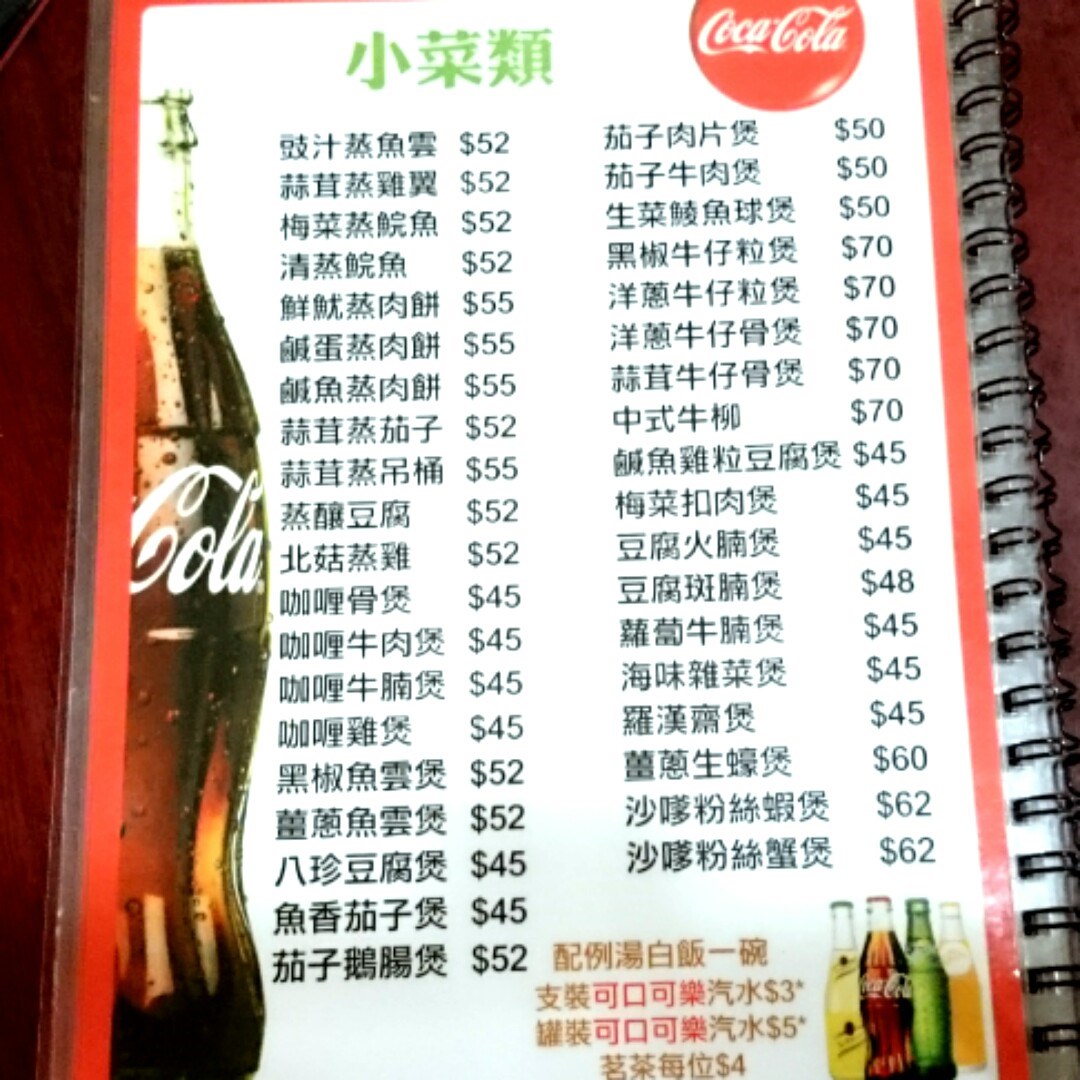 小菜類
Coca-Cola
豉汁蒸魚雲 $52
蒜茸蒸雞翼 $52
梅菜蒸鯇魚 $52
清蒸鯇魚 $52
鮮魷蒸肉餅 $55
鹹蛋蒸肉餅 $55
鹹魚蒸肉餅 $55
蒜茸蒸茄子 $52
蒜茸蒸吊桶 $55
蒸釀豆腐 $52
北菇蒸雞 $52
咖喱骨煲 $45
咖喱牛肉煲 $45
咖喱牛腩煲 $45
咖喱雞煲 $45
黑椒魚雲煲 $52
薑蔥魚雲煲 $52
八珍豆腐煲 $45
魚香茄子煲 $45
茄子鵝腸煲 $52
茄子肉片煲 $50
茄子牛肉煲 $50
生菜鯪魚球煲 $50
黑椒牛仔粒煲 $70
洋蔥牛仔粒煲 $70
洋蔥牛仔骨煲 $70
蒜茸牛仔骨煲 $70
中式牛柳 $70
鹹魚雞粒豆腐煲 $45
梅菜扣肉煲 $45
豆腐火腩煲 $45
豆腐斑腩煲 $48
蘿蔔牛腩煲 $45
海味雜菜煲 $45
羅漢齋煲 $45
薑蔥生蠔煲 $60
沙嗲粉絲蝦煲 $62
沙嗲粉絲蟹煲 $62
配例湯白飯一碗
支裝可口可樂汽水$3*
罐裝可口可樂汽水$5*
茗茶每位$4
Cola
Coca-Cola